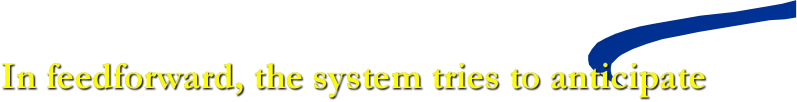 In feedforward, the system tries to anticipate